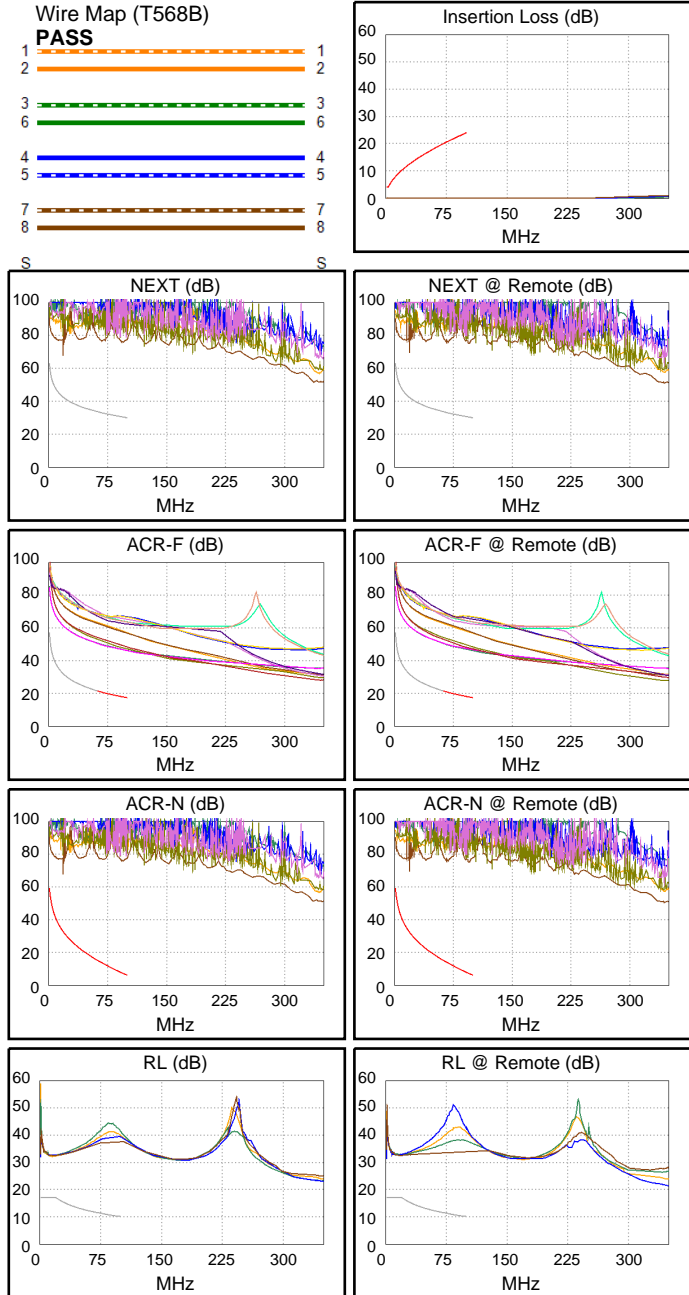 Wire Map (T568B)
PASS
1 1
2 2
3 3
6 6
4 4
5 5
7 7
8 8
S S
Insertion Loss (dB)
60
50
40
30
20
10
0
0 75 150 225 300
MHz
NEXT (dB)
100
80
60
40
20
0
0 75 150 225 300
MHz
NEXT @ Remote (dB)
100
80
60
40
20
0
0 75 150 225 300
MHz
ACR-F (dB)
100
80
60
40
20
0
0 75 150 225 300
MHz
ACR-F @ Remote (dB)
100
80
60
40
20
0
0 75 150 225 300
MHz
ACR-N (dB)
100
80
60
40
20
0
0 75 150 225 300
MHz
ACR-N @ Remote (dB)
100
80
60
40
20
0
0 75 150 225 300
MHz
RL (dB)
60
50
40
30
20
10
0
0 75 150 225 300
MHz
RL @ Remote (dB)
60
50
40
30
20
10
0
0 75 150 225 300
MHz